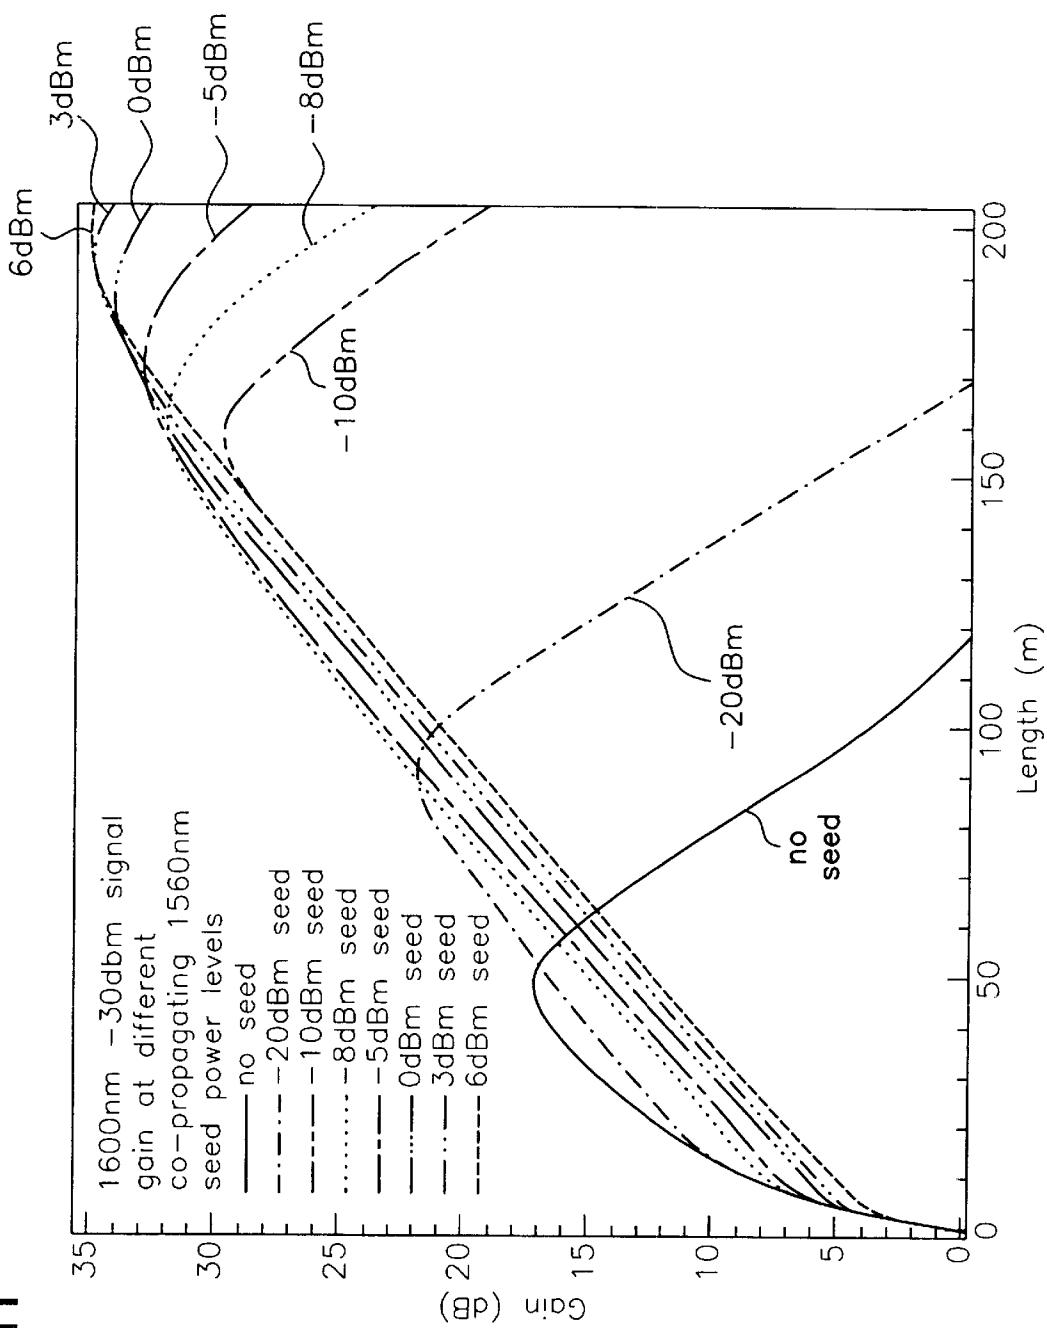 1600nm -30dbm signal
gain at different
co-propagating 1560nm
seed power levels
no seed
-20dBm seed
-10dBm seed
-8dBm seed
-5dBm seed
0dBm seed
3dBm seed
6dBm seed
6dBm
3dBm
0dBm
-5dBm
-8dBm
-10dBm
-20dBm
no
seed
Gain (dB)
35
30
25
20
15
10
5
0
0
50
100
150
200
Length (m)